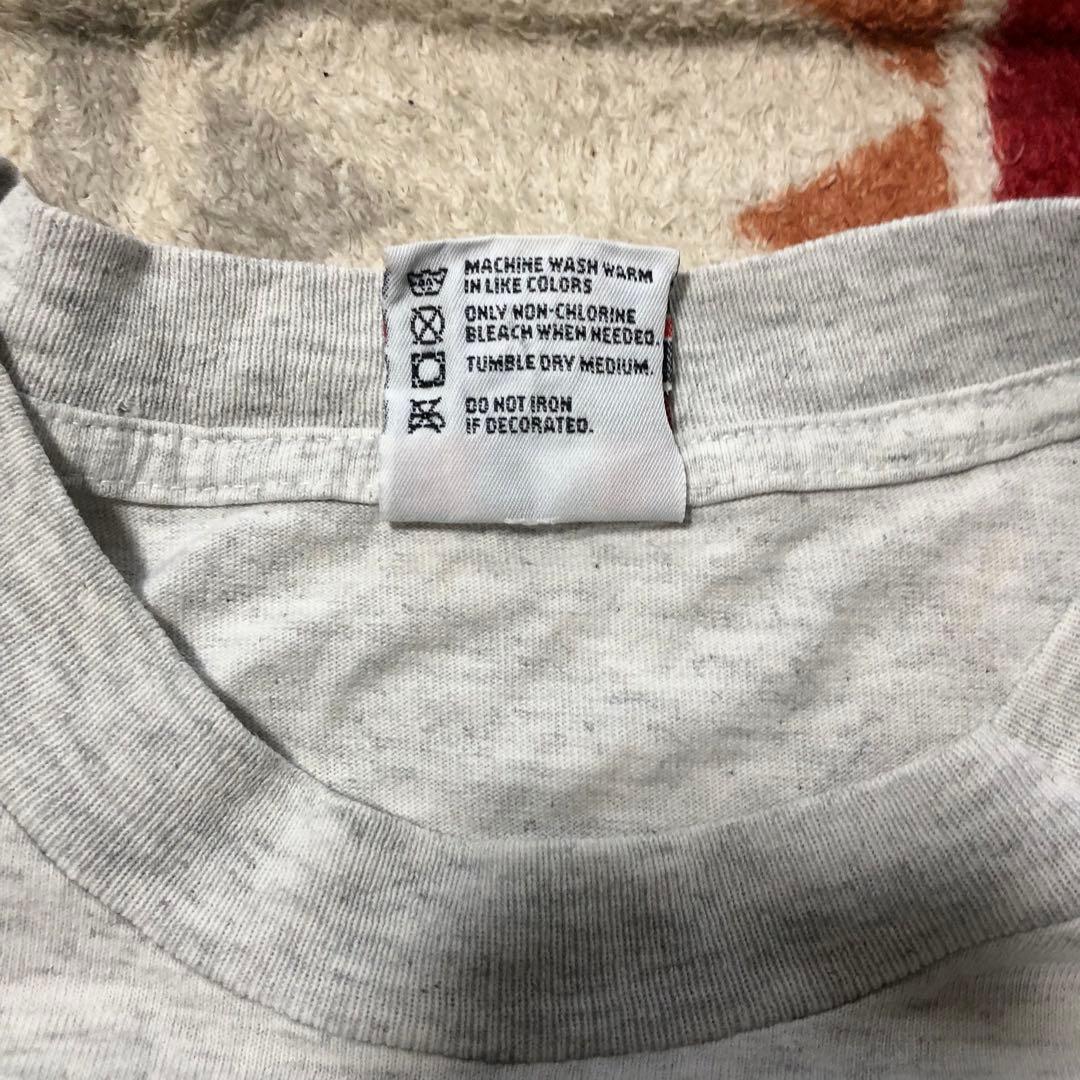 MACHINE WASH WARM
IN LIKE COLORS
ONLY NON-CHLORINE
BLEACH WHEN NEEDED.
TUMBLE DRY MEDIUM.
DO NOT IRON
IF DECORATED.